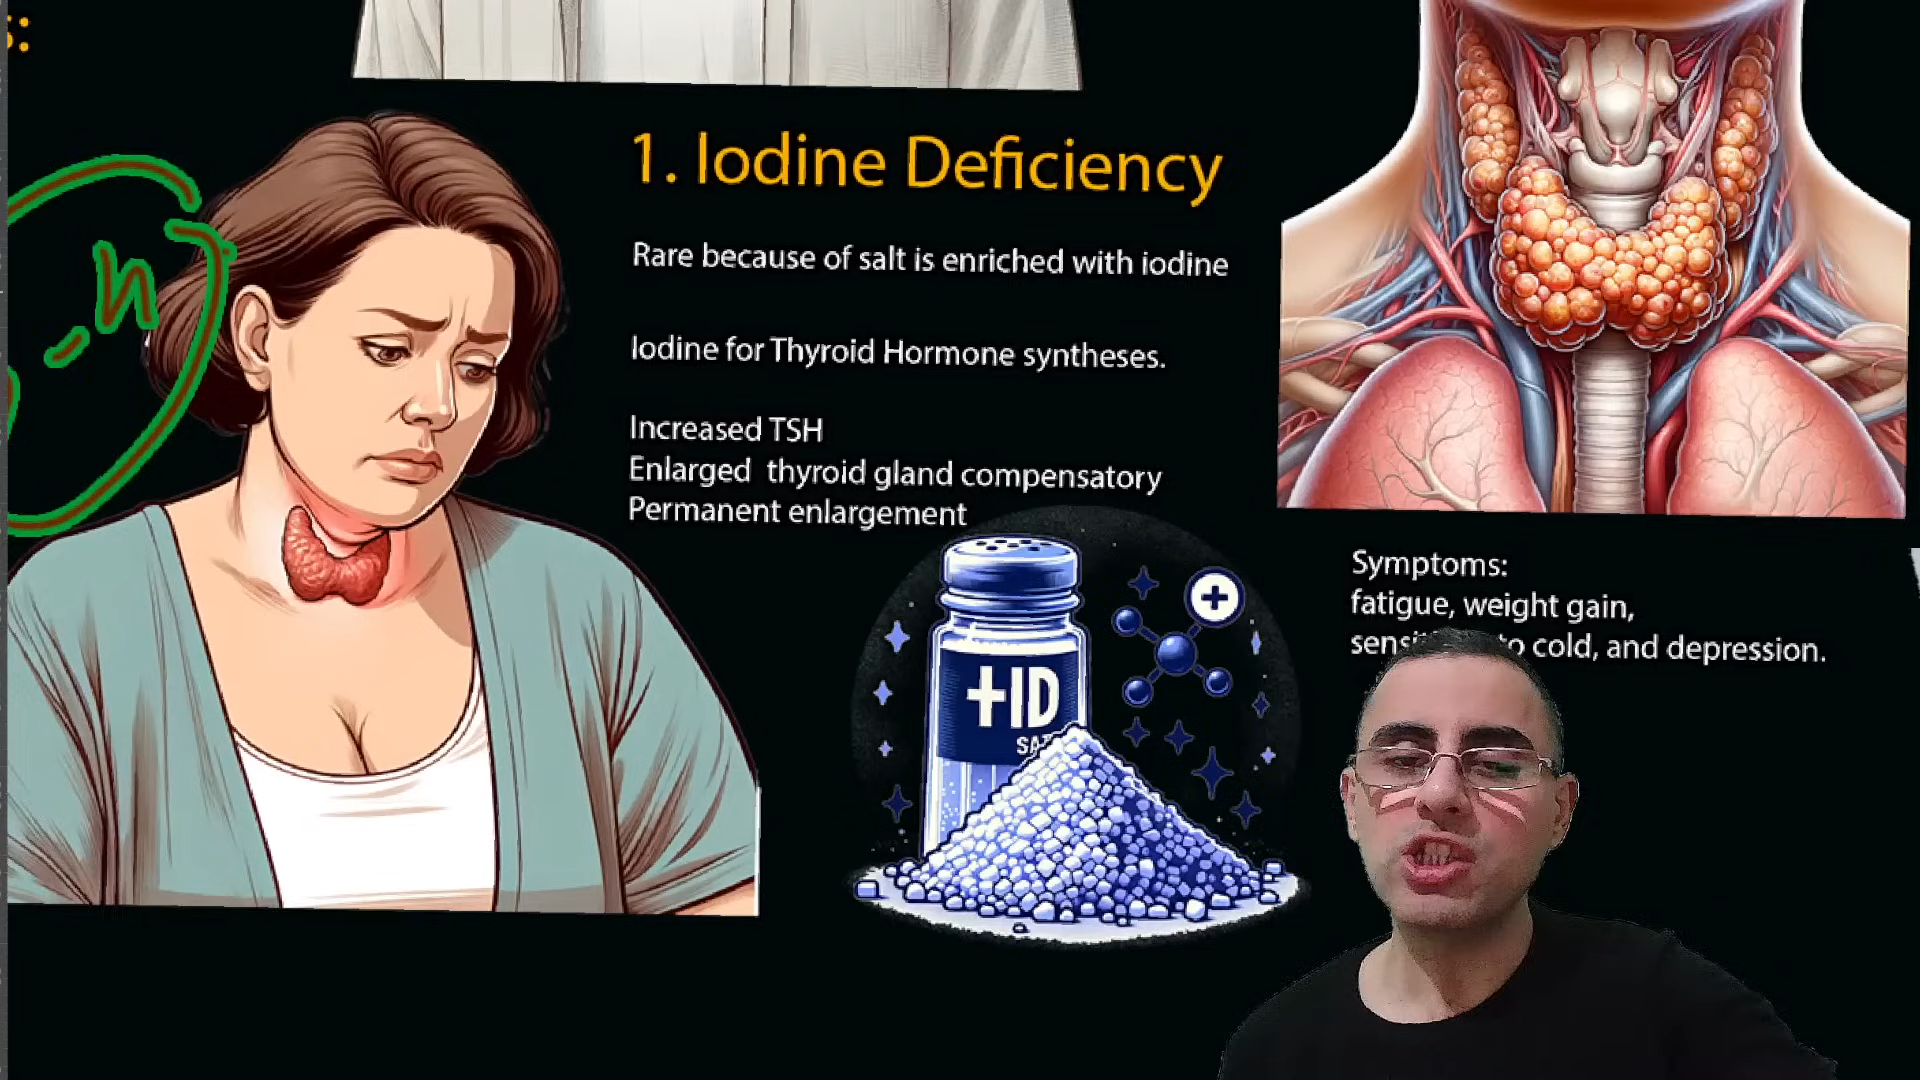 s:
n
1. Iodine Deficiency
Rare because of salt is enriched with iodine
Iodine for Thyroid Hormone syntheses.
Increased TSH
Enlarged thyroid gland compensatory
Permanent enlargement
+ID
Symptoms:
fatigue, weight gain,
to cold, and depression.